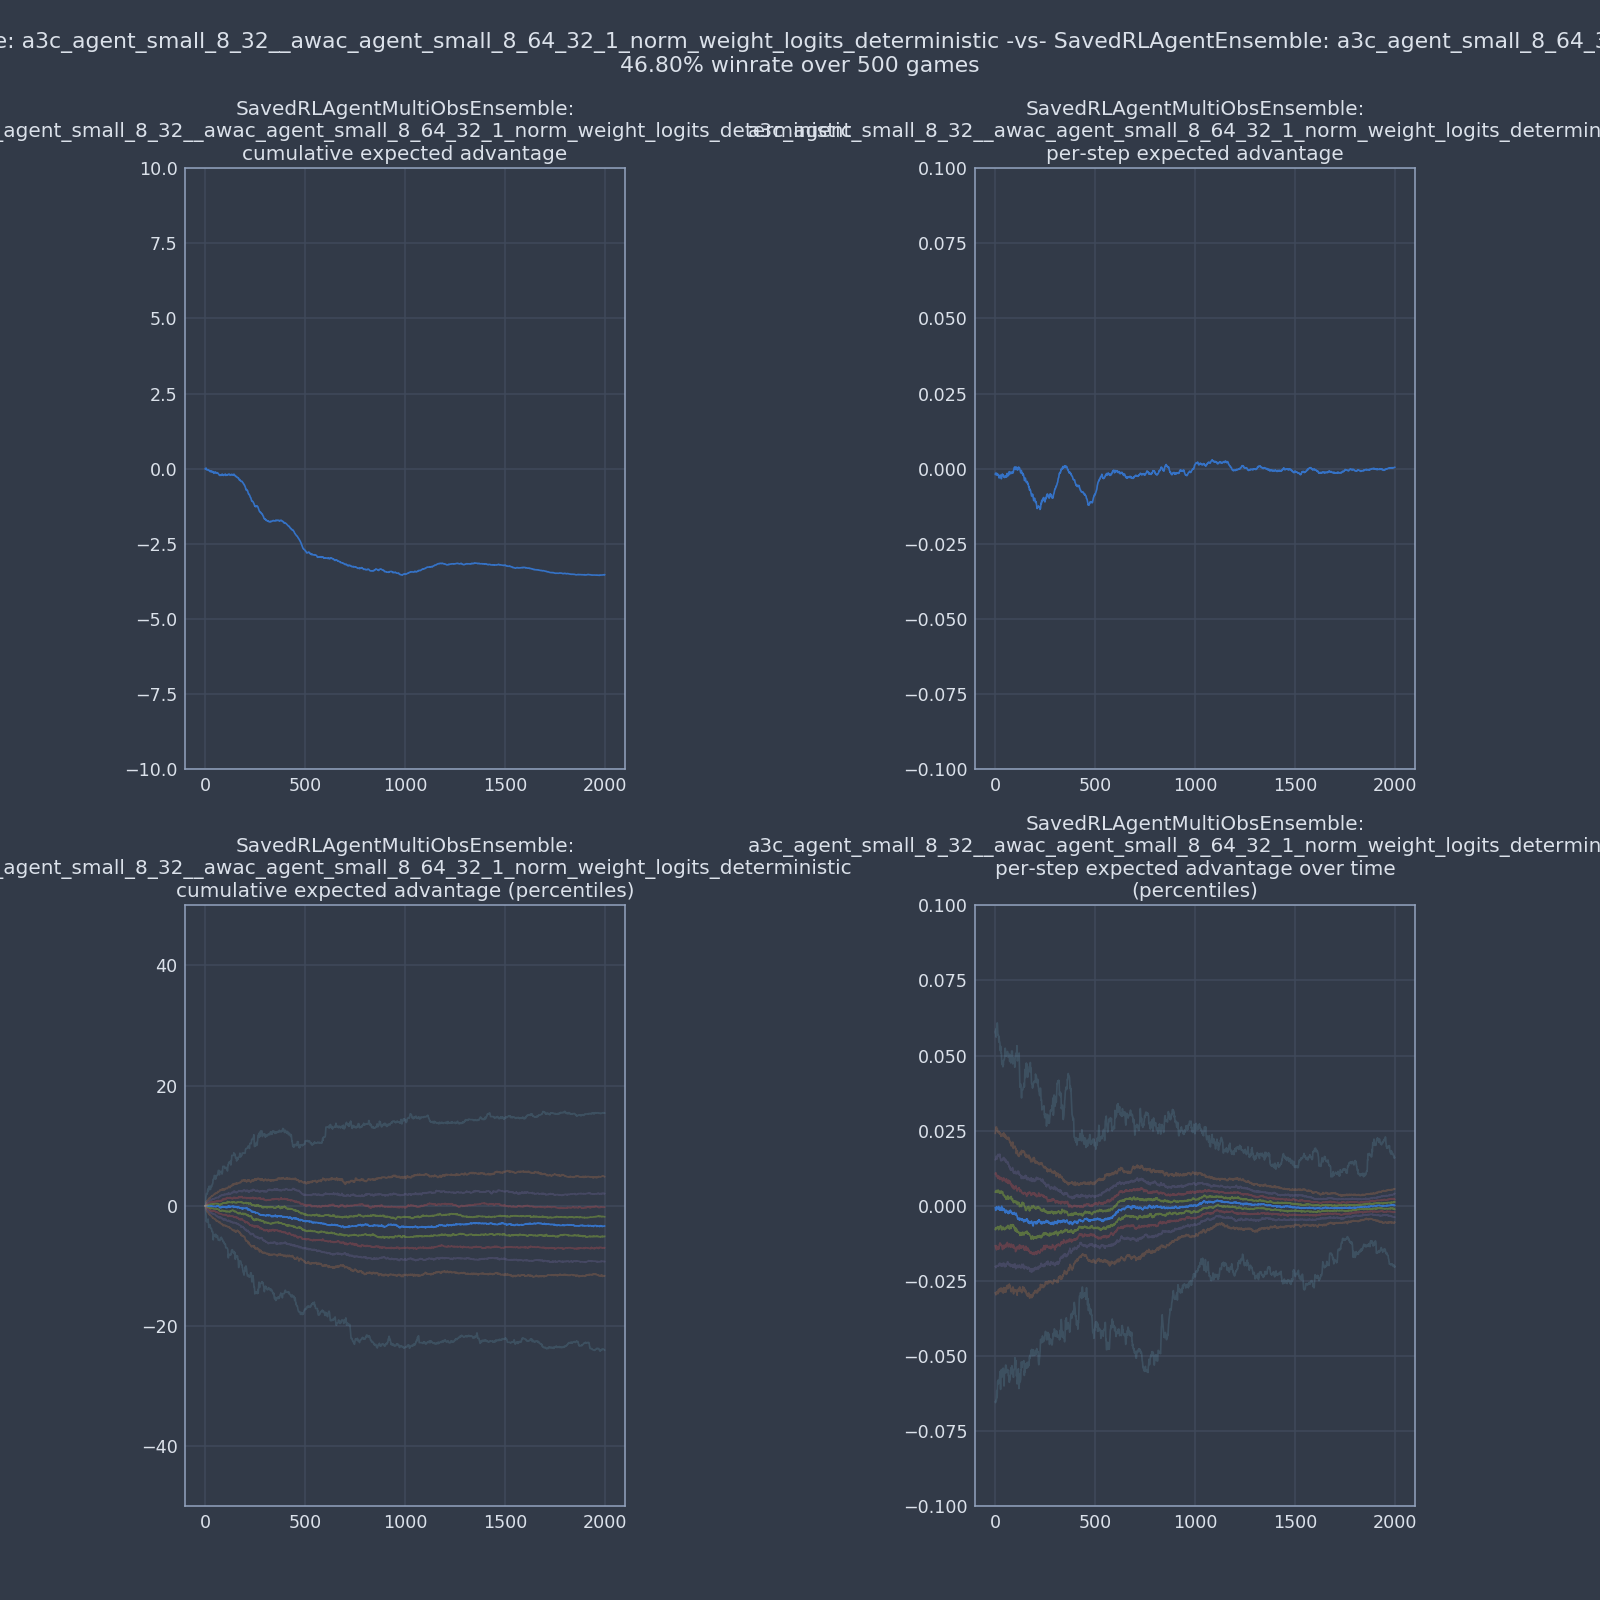 e: a3c_agent_small_8_32__awac_agent_small_8_64_32_1_norm_weight_logits_deterministic -vs- SavedRLAgentEnsemble: a3c_agent_small_8_64_3
46.80% winrate over 500 games
SavedRLAgentMultiObsEnsemble:
_agent_small_8_32__awac_agent_small_8_64_32_1_norm_weight_logits_deterministic
cumulative expected advantage
10.0
7.5
5.0
2.5
0.0
−2.5
−5.0
−7.5
−10.0
0 500 1000 1500 2000
SavedRLAgentMultiObsEnsemble:
a3c_agent_small_8_32__awac_agent_small_8_64_32_1_norm_weight_logits_determin
per-step expected advantage
0.100
0.075
0.050
0.025
0.000
−0.025
−0.050
−0.075
−0.100
0 500 1000 1500 2000
SavedRLAgentMultiObsEnsemble:
_agent_small_8_32__awac_agent_small_8_64_32_1_norm_weight_logits_deterministic
cumulative expected advantage (percentiles)
40
20
0
−20
−40
0 500 1000 1500 2000
SavedRLAgentMultiObsEnsemble:
a3c_agent_small_8_32__awac_agent_small_8_64_32_1_norm_weight_logits_determin
per-step expected advantage over time
(percentiles)
0.100
0.075
0.050
0.025
0.000
−0.025
−0.050
−0.075
−0.100
0 500 1000 1500 2000